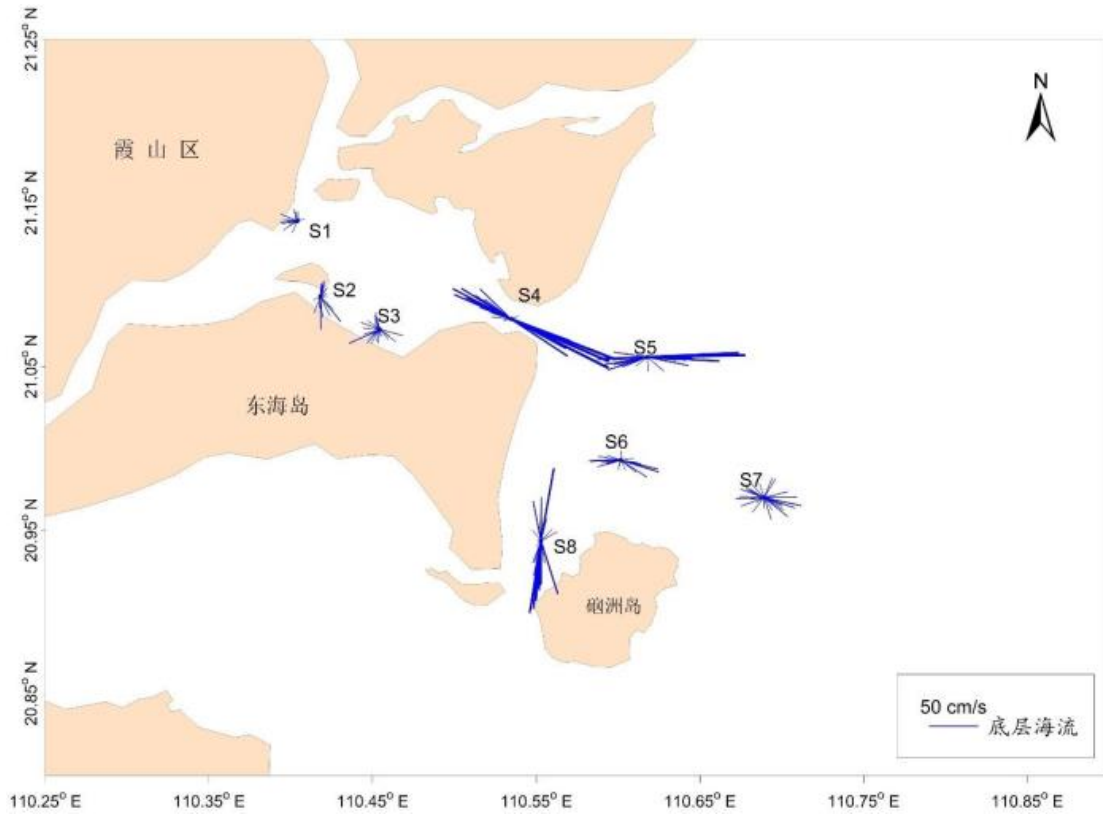 21.25° N
21.15° N
21.05° N
20.95° N
20.85° N
N
霞山区
S1
S2
S3
S4
S5
东海岛
S6
S7
S8
硇洲岛
50 cm/s
底层海流
110.25° E
110.35° E
110.45° E
110.55° E
110.65° E
110.75° E
110.85° E